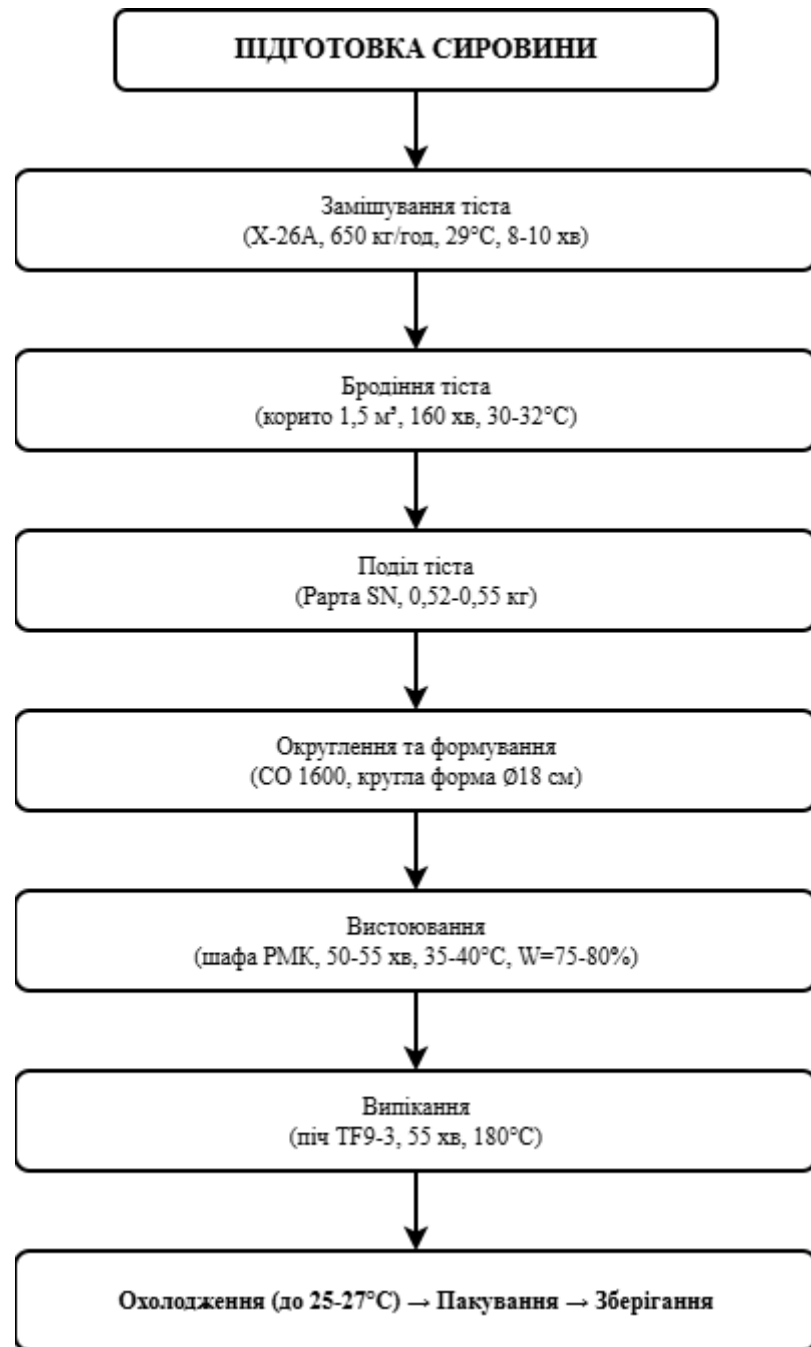 ПІДГОТОВКА СИРОВИНИ
Замішування тіста
(Х-26А, 650 кг/год, 29°С, 8-10 хв)
Бродіння тіста
(корито 1,5 м³, 160 хв, 30-32°С)
Поділ тіста
(Рарта SN, 0,52-0,55 кг)
Округлення та формування
(СО 1600, кругла форма Ø18 см)
Вистоювання
(шафа РМК, 50-55 хв, 35-40°С, W=75-80%)
Випікання
(піч TF9-3, 55 хв, 180°С)
Охолодження (до 25-27°С) → Пакування → Зберігання